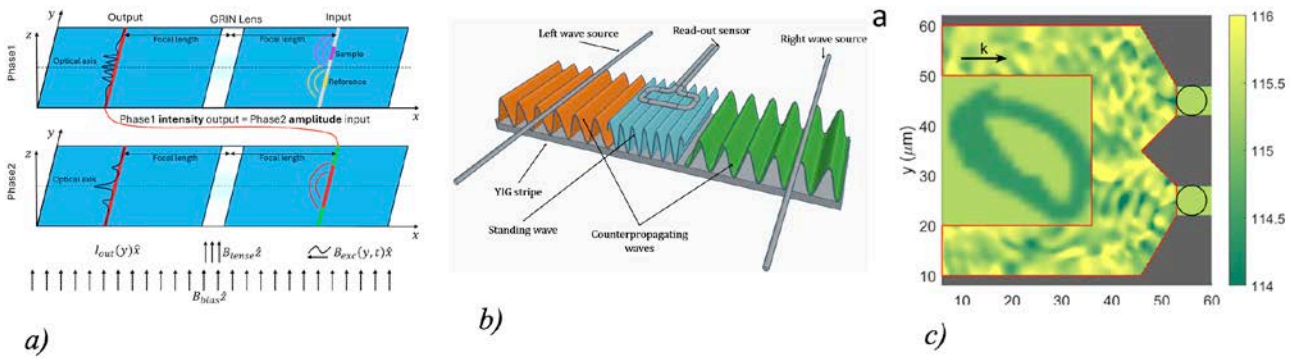 y
Output
GRIN Lens
Input
z
Focal length
Focal length
Phase1
Optical axis
Sample
Reference
x
Phase1 intensity output = Phase2 amplitude input
y
z
Focal length
Focal length
Phase2
Optical axis
x
I_out(y)x̂
B_lense ẑ
B_exc(y,t)x̂
B_bias ẑ
a)
Left wave source
Read-out sensor
Right wave source
YIG stripe
Standing wave
Counterpropagating
waves
b)
a
y (μm)
60
50
40
30
20
10
k
10 20 30 40 50 60
116
115.5
115
114.5
114
c)